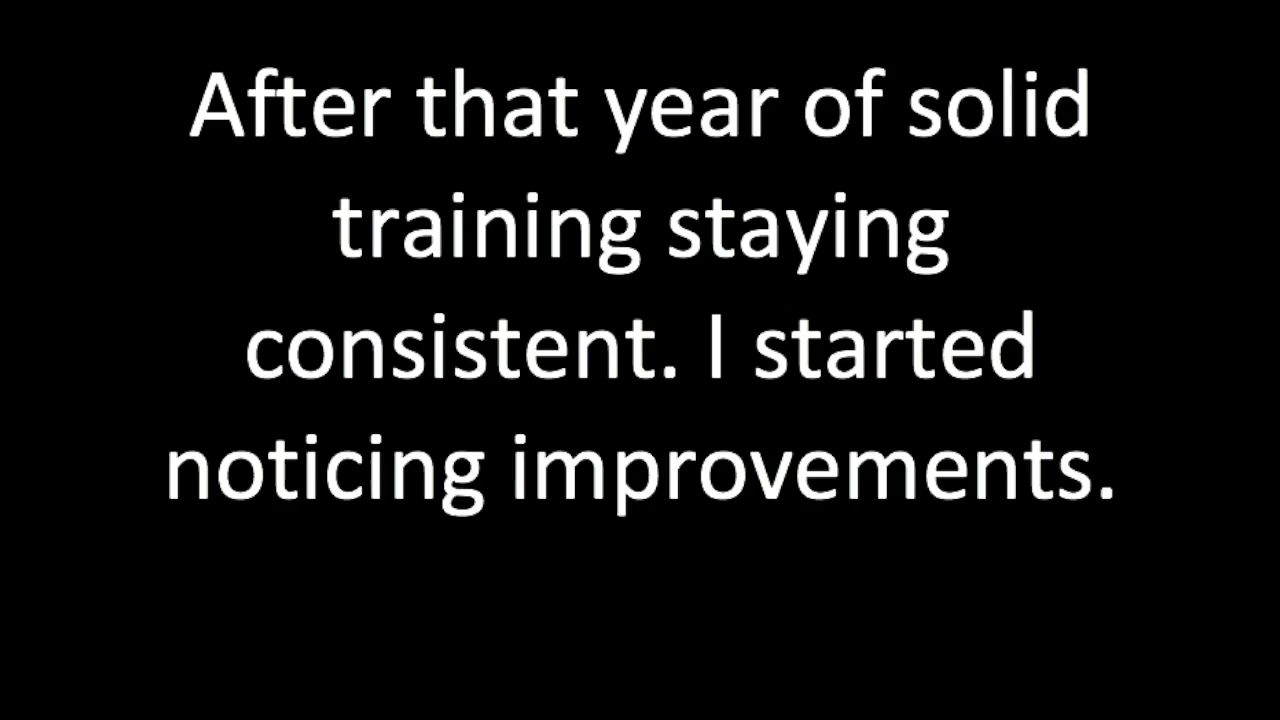 After that year of solid
training staying
consistent. I started
noticing improvements.